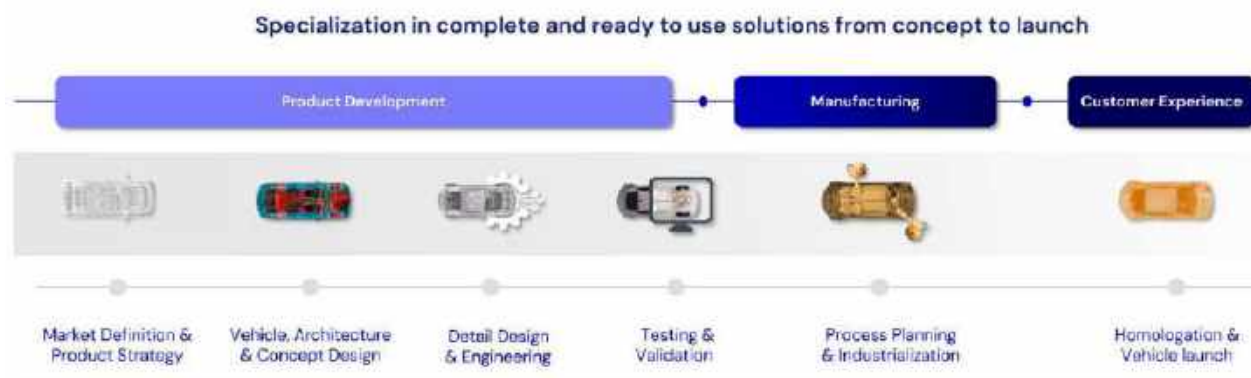 Specialization in complete and ready to use solutions from concept to launch
Product Development
Manufacturing
Customer Experience
Market Definition &
Product Strategy
Vehicle, Architecture
& Concept Design
Detail Design
& Engineering
Testing &
Validation
Process Planning
& Industrialization
Homologation &
Vehicle launch